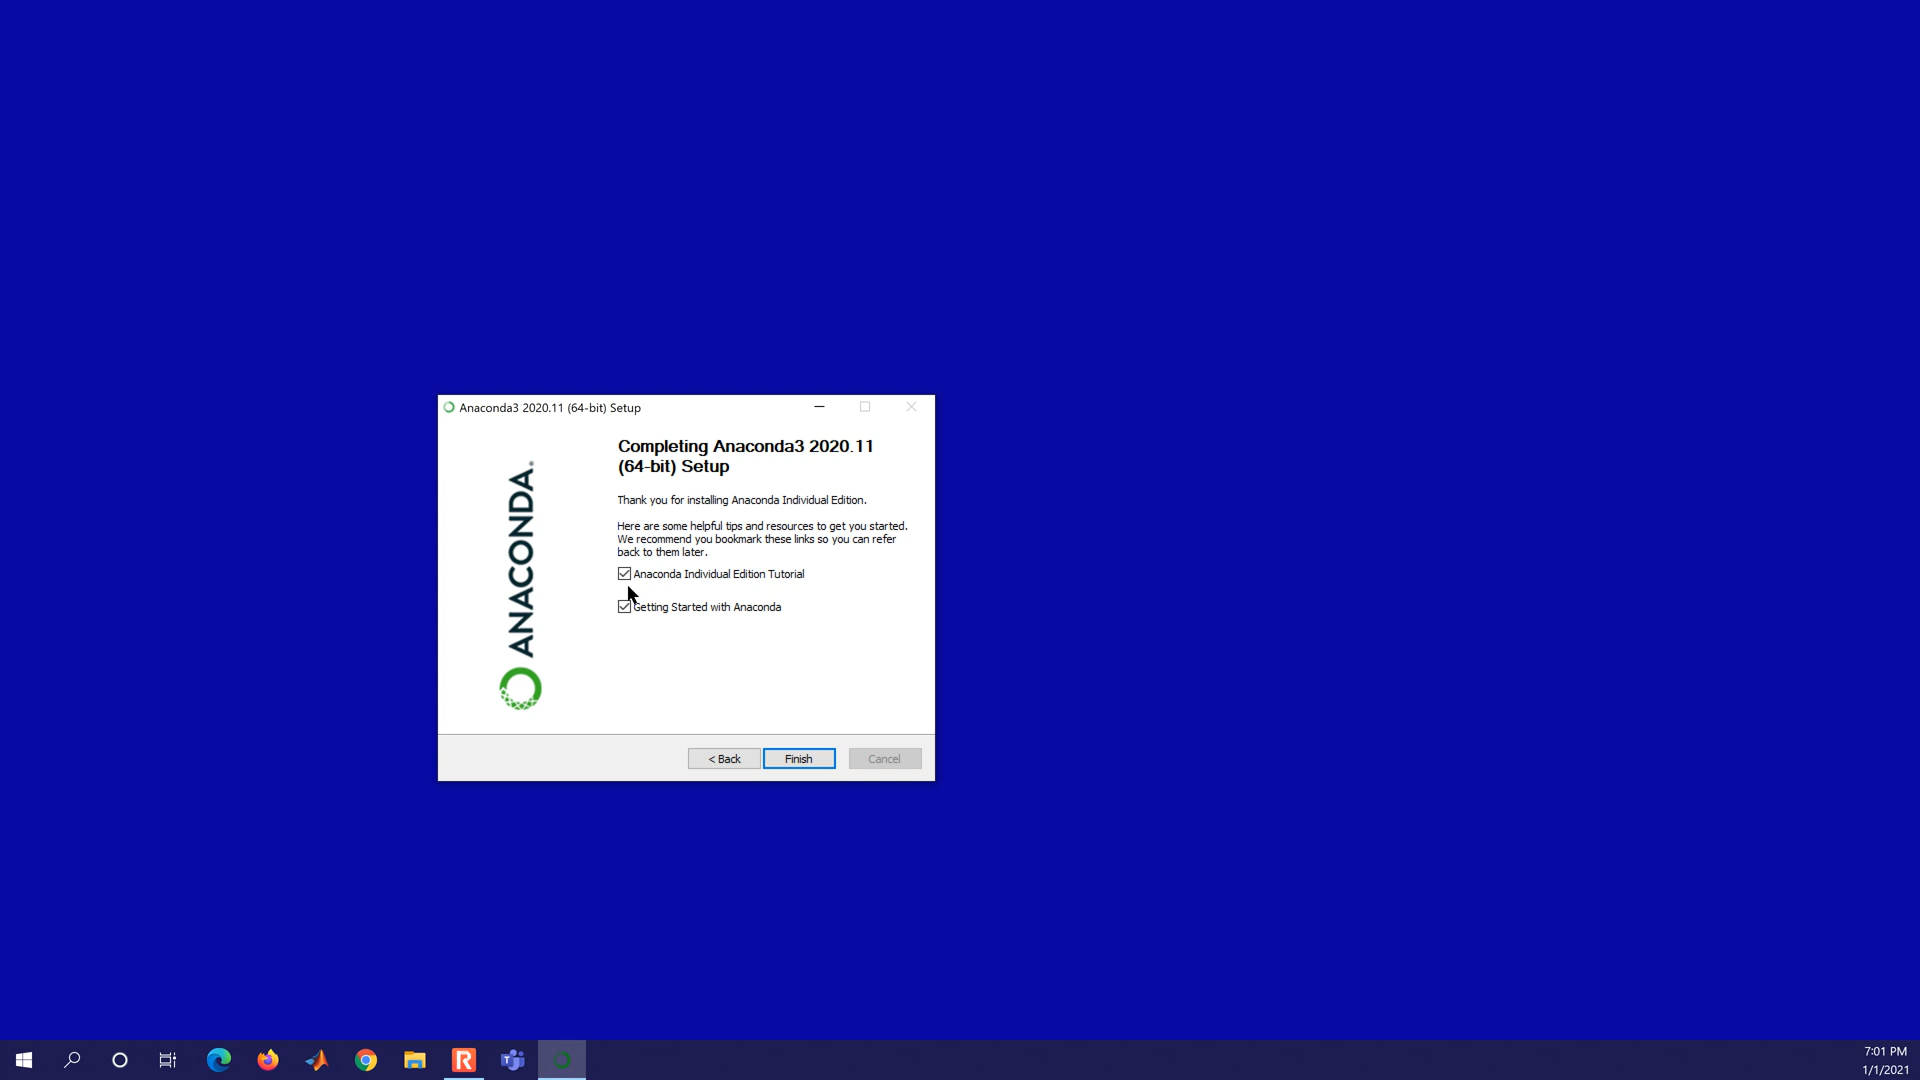 Anaconda3 2020.11 (64-bit) Setup
Completing Anaconda3 2020.11
(64-bit) Setup
Thank you for installing Anaconda Individual Edition.
Here are some helpful tips and resources to get you started.
We recommend you bookmark these links so you can refer
back to them later.
Anaconda Individual Edition Tutorial
Getting Started with Anaconda
ANACONDA.
< Back
Finish
Cancel
7:01 PM
1/1/2021